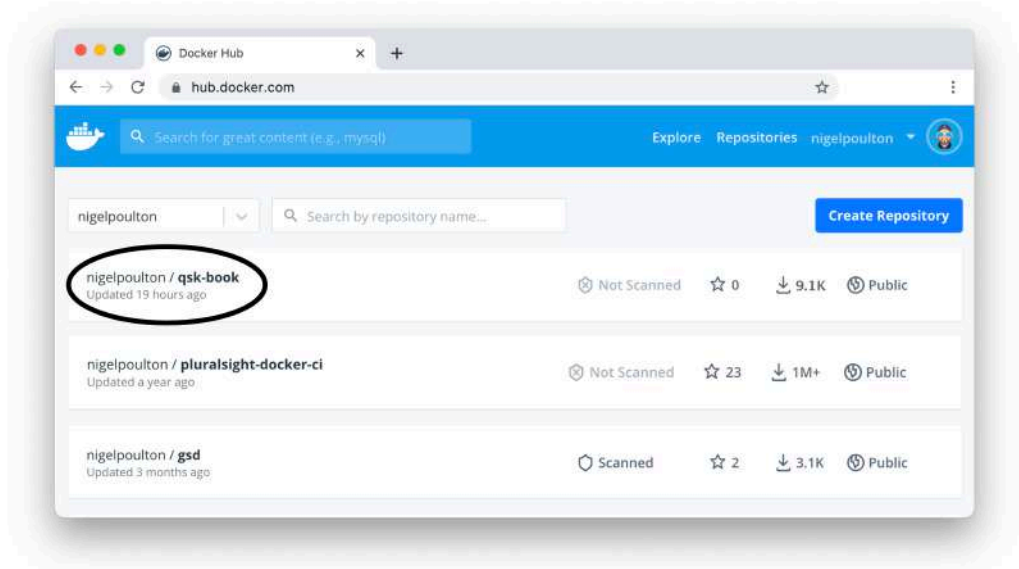 Docker Hub
hub.docker.com
Search for great content (e.g., mysql)
Explore Repositories nigelpoulton
nigelpoulton
Search by repository name...
Create Repository
nigelpoulton / qsk-book
Updated 19 hours ago
Not Scanned 0 9.1K Public
nigelpoulton / pluralsight-docker-ci
Updated a year ago
Not Scanned 23 1M+ Public
nigelpoulton / gsd
Updated 3 months ago
Scanned 2 3.1K Public